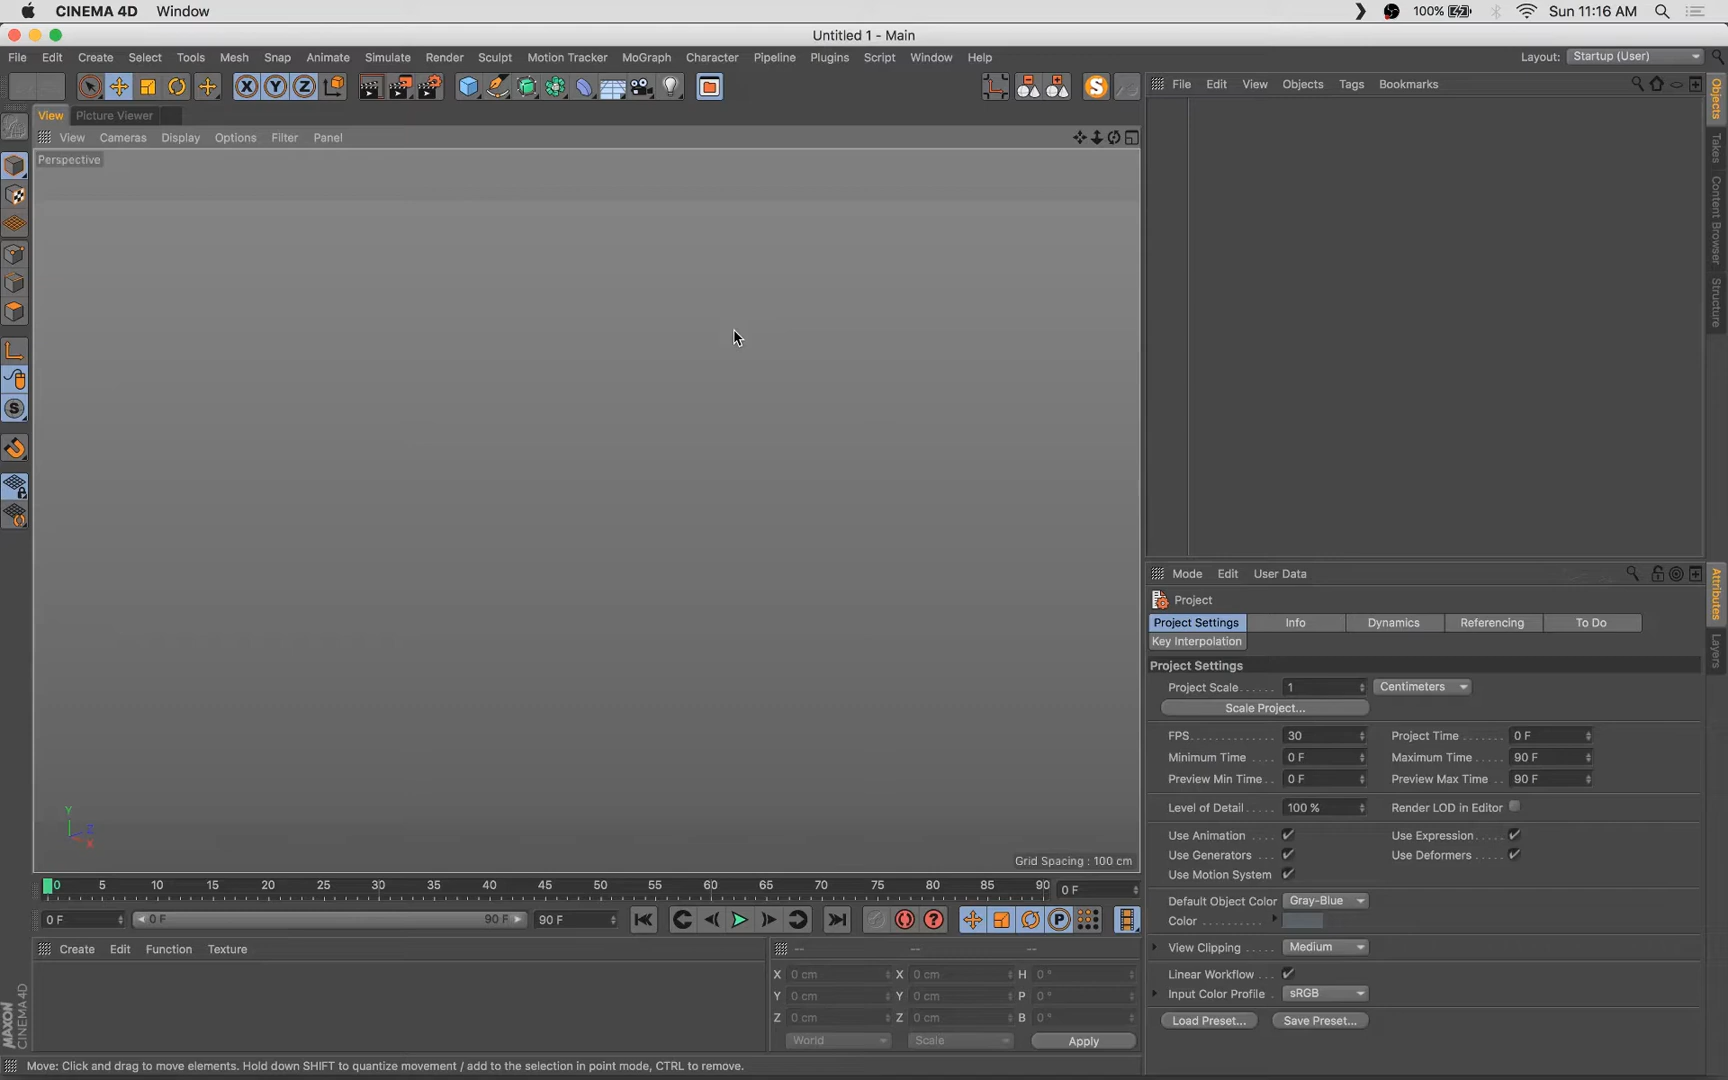 CINEMA 4D Window 100% Sun 11:16 AM
Untitled 1 - Main
File Edit Create Select Tools Mesh Snap Animate Simulate Render Sculpt Motion Tracker MoGraph Character Pipeline Plugins Script Window Help Layout: Startup (User)
X Y Z S
File Edit View Objects Tags Bookmarks
View Picture Viewer
View Cameras Display Options Filter Panel
Perspective
Objects
Takes
Content Browser
Structure
S
Y
Z
X
Grid Spacing : 100 cm
0 5 10 15 20 25 30 35 40 45 50 55 60 65 70 75 80 85 90 0 F
0 F 0 F 90 F 90 F ? P
Create Edit Function Texture
-- -- --
X 0 cm X 0 cm H 0 °
Y 0 cm Y 0 cm P 0 °
Z 0 cm Z 0 cm B 0 °
World Scale Apply
MAXON
CINEMA 4D
Move: Click and drag to move elements. Hold down SHIFT to quantize movement / add to the selection in point mode, CTRL to remove.
Mode Edit User Data
Project
Project Settings Info Dynamics Referencing To Do
Key Interpolation
Project Settings
Project Scale 1 Centimeters
Scale Project...
FPS 30 Project Time 0 F
Minimum Time 0 F Maximum Time 90 F
Preview Min Time 0 F Preview Max Time 90 F
Level of Detail 100 % Render LOD in Editor
Use Animation Use Expression
Use Generators Use Deformers
Use Motion System
Default Object Color Gray-Blue
Color
View Clipping Medium
Linear Workflow
Input Color Profile sRGB
Load Preset... Save Preset...
Attributes
Layers